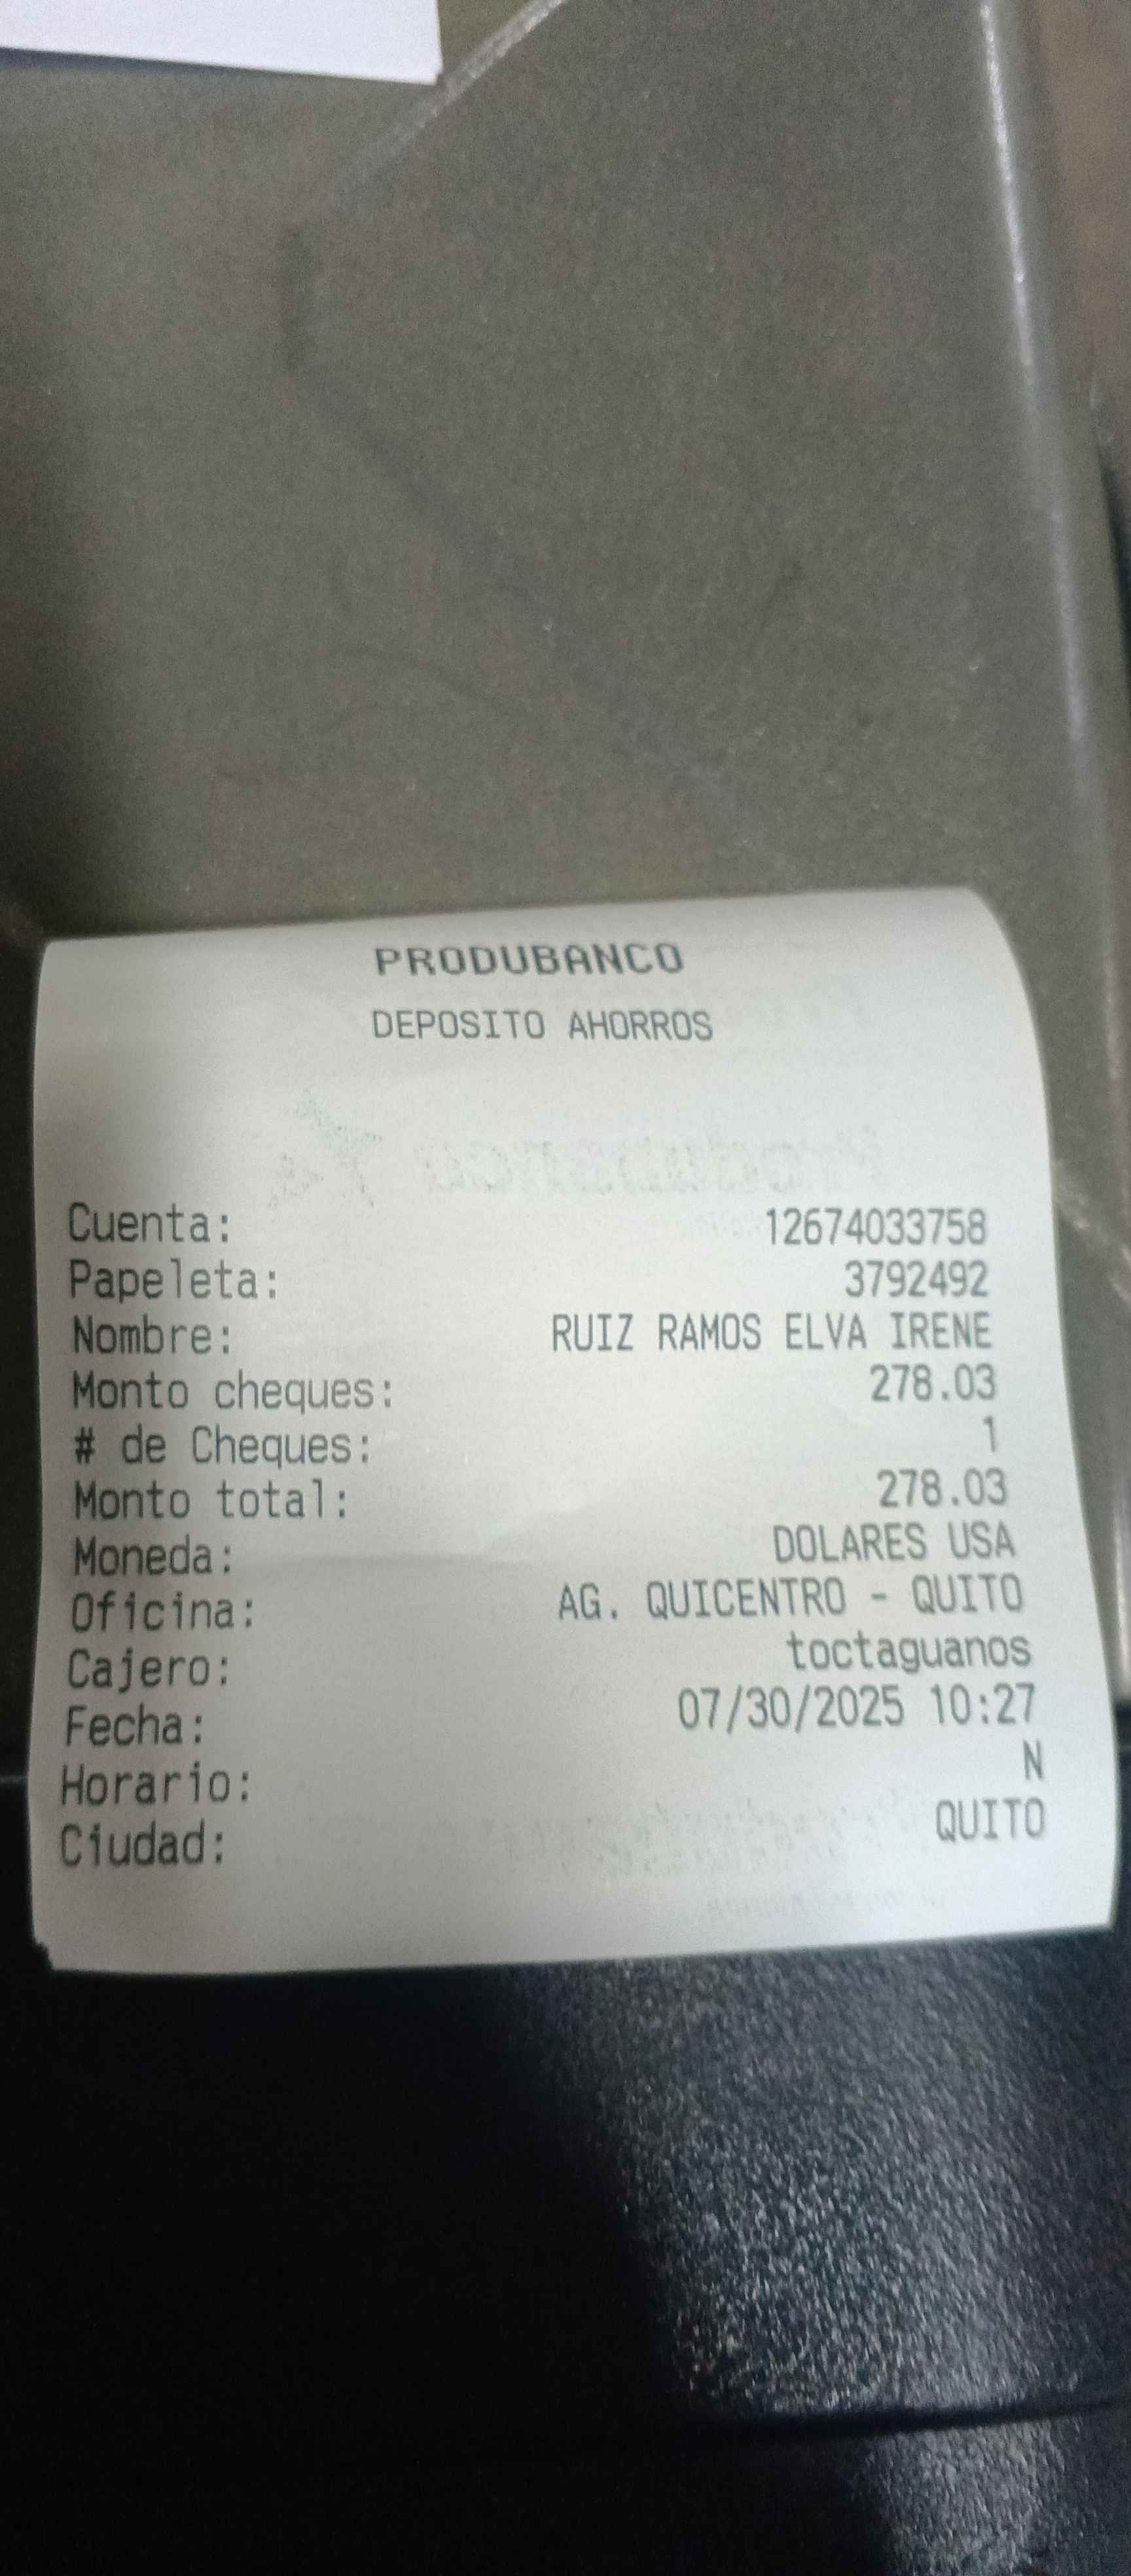 PRODUBANCO
DEPOSITO AHORROS
Cuenta: 12674033758
Papeleta: 3792492
Nombre: RUIZ RAMOS ELVA IRENE
Monto cheques: 278.03
# de Cheques: 1
Monto total: 278.03
Moneda: DOLARES USA
Oficina: AG. QUICENTRO - QUITO
Cajero: toctaguanos
Fecha: 07/30/2025 10:27
Horario: N
Ciudad: QUITO